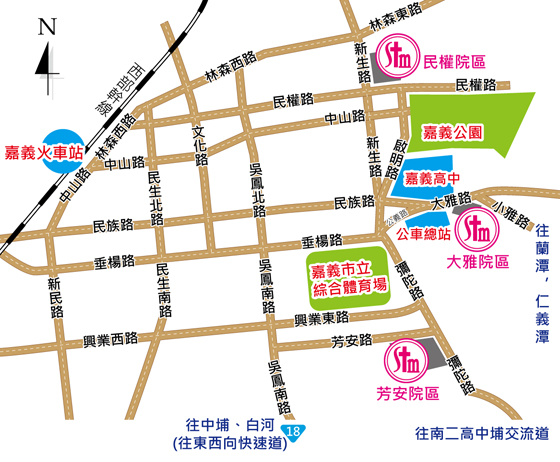 N
林森東路
新生路
Stm
民權院區
林森西路
西部幹線
民權路
民權路
林森西路
文化路
中山路
嘉義公園
嘉義火車站
中山路
新生路
啟明路
中山路
民生北路
吳鳳北路
嘉義高中
民族路
大雅路
小雅路
公義路
民族路
公車總站
Stm
大雅院區
往蘭潭，仁義潭
垂楊路
垂楊路
嘉義市立
綜合體育場
彌陀路
新民路
民生南路
吳鳳南路
興業東路
興業西路
芳安路
Stm
芳安院區
彌陀路
吳鳳南路
往中埔、白河
(往東西向快速道)
18
往南二高中埔交流道